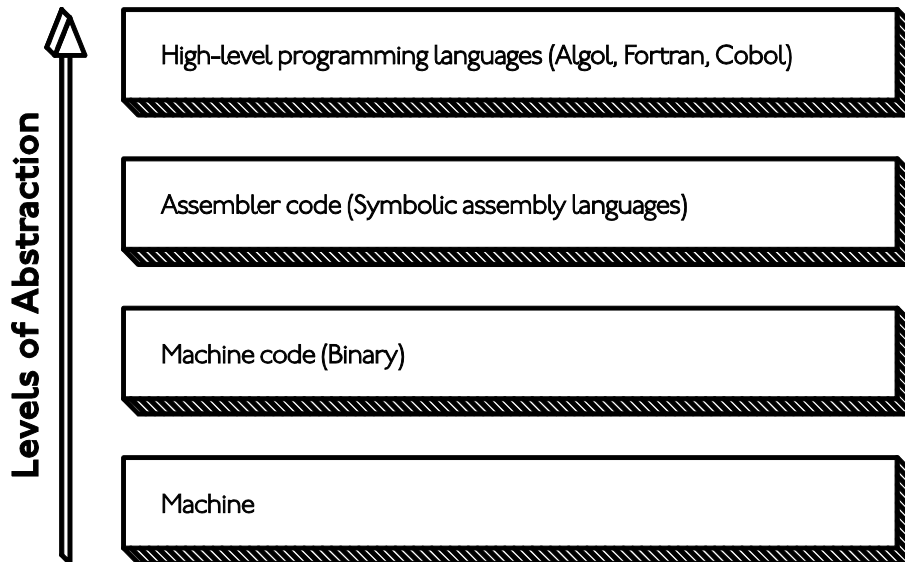 Levels of Abstraction
High-level programming languages (Algol, Fortran, Cobol)
Assembler code (Symbolic assembly languages)
Machine code (Binary)
Machine